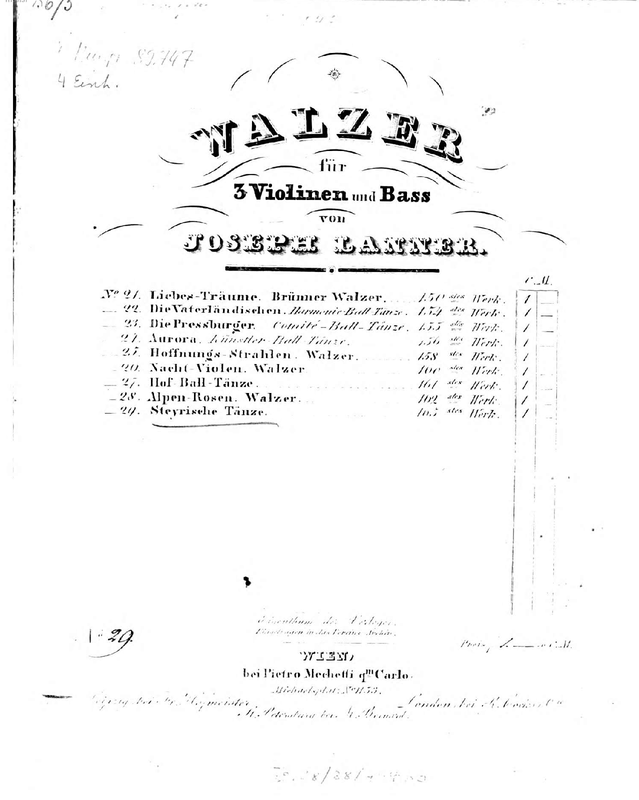 4 Einh.
WALZER
für
3 Violinen und Bass
von
JOSEPH LANNER.
C. M.
No 21. Liebes-Träume. Brünner Walzer. 150 stes Werk. 1
22. Die Vaterländischen. Harmonie-Ball-Tänze. 154 stes Werk. 1
23. Die Pressburger. Comité-Ball-Tänze. 155 stes Werk. 1
24. Aurora. Künstler-Ball-Tänze. 156 stes Werk. 1
25. Hoffnungs-Strahlen. Walzer. 158 stes Werk. 1
26. Nacht-Violen. Walzer 160 stes Werk. 1
27. Hof-Ball-Tänze. 161 stes Werk. 1
28. Alpen-Rosen. Walzer. 162 stes Werk. 1
29. Steyrische Tänze. 165 stes Werk. 1
Eigenthum der Verleger.
No 29.
WIEN,
bei Pietro Mechetti qm Carlo.
Michaelsplatz No 1153.
London bei
St. Petersburg bei Bernard.